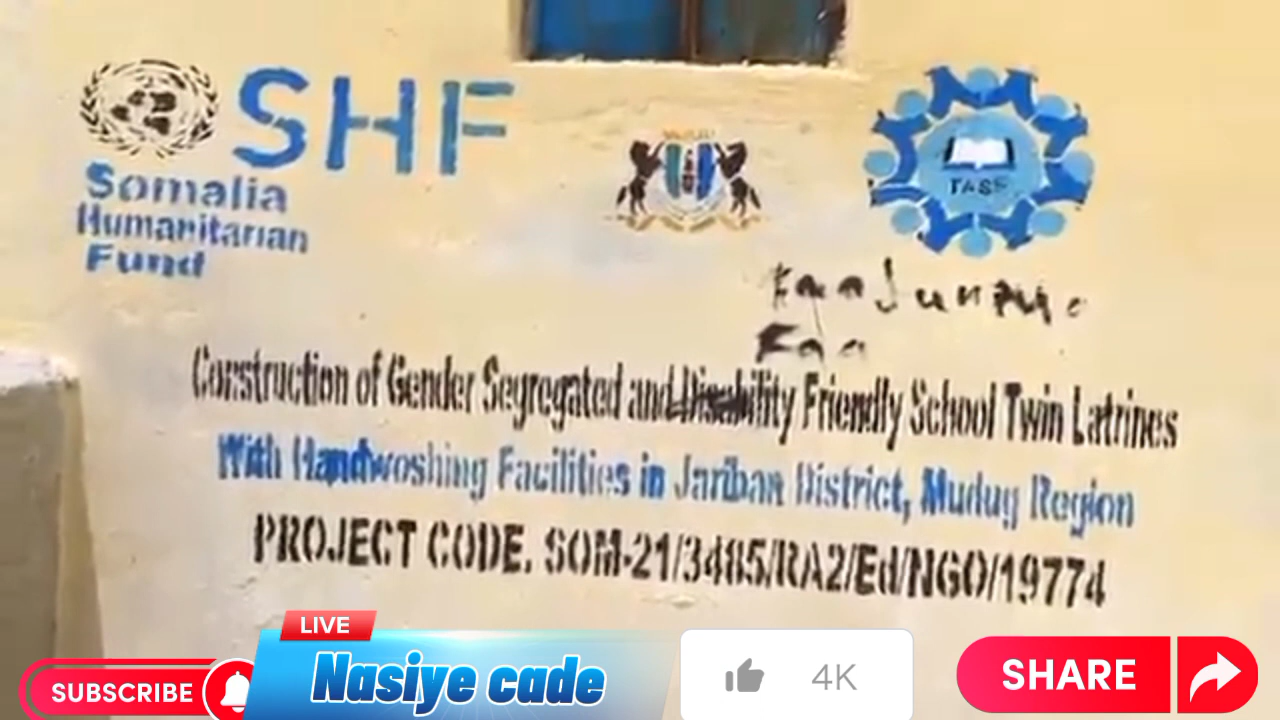 SHF
Somalia
Humanitarian
Fund
TASS
Construction of Gender Segregated and Disability Friendly School Twin Latrines
With Handwoshing Facilities in Jariban District, Mudug Region
PROJECT CODE. SOM-21/3485/RA2/Ed/NGO/19774
LIVE
SUBSCRIBE
Nasiye cade
4K
SHARE